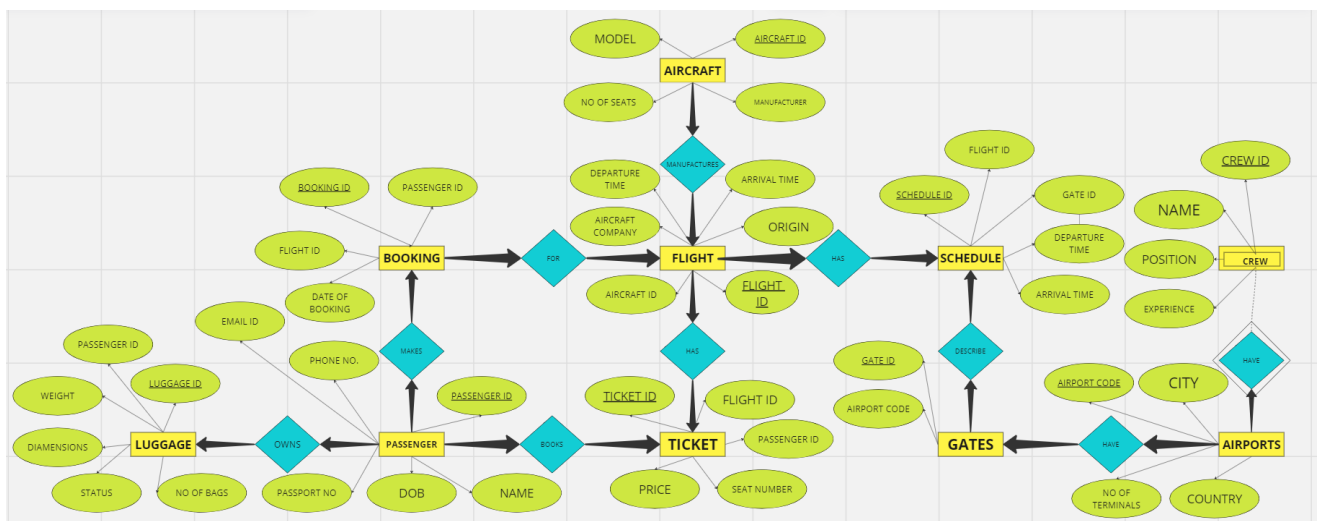 MODEL
AIRCRAFT ID
AIRCRAFT
NO OF SEATS
MANUFACTURER
MANUFACTURES
FLIGHT ID
CREW ID
DEPARTURE
TIME
ARRIVAL TIME
BOOKING ID
PASSENGER ID
SCHEDULE ID
GATE ID
NAME
AIRCRAFT
COMPANY
ORIGIN
FLIGHT ID
DEPARTURE
TIME
BOOKING
FOR
FLIGHT
HAS
SCHEDULE
POSITION
CREW
DATE OF
BOOKING
AIRCRAFT ID
FLIGHT
ID
ARRIVAL TIME
EXPERIENCE
EMAIL ID
PASSENGER ID
PHONE NO.
MAKES
HAS
DESCRIBE
GATE ID
HAVE
WEIGHT
LUGGAGE ID
PASSENGER ID
TICKET ID
FLIGHT ID
AIRPORT CODE
CITY
AIRPORT CODE
DIAMENSIONS
LUGGAGE
OWNS
PASSENGER
BOOKS
TICKET
PASSENGER ID
GATES
HAVE
AIRPORTS
STATUS
NO OF BAGS
PASSPORT NO
DOB
NAME
PRICE
SEAT NUMBER
NO OF
TERMINALS
COUNTRY